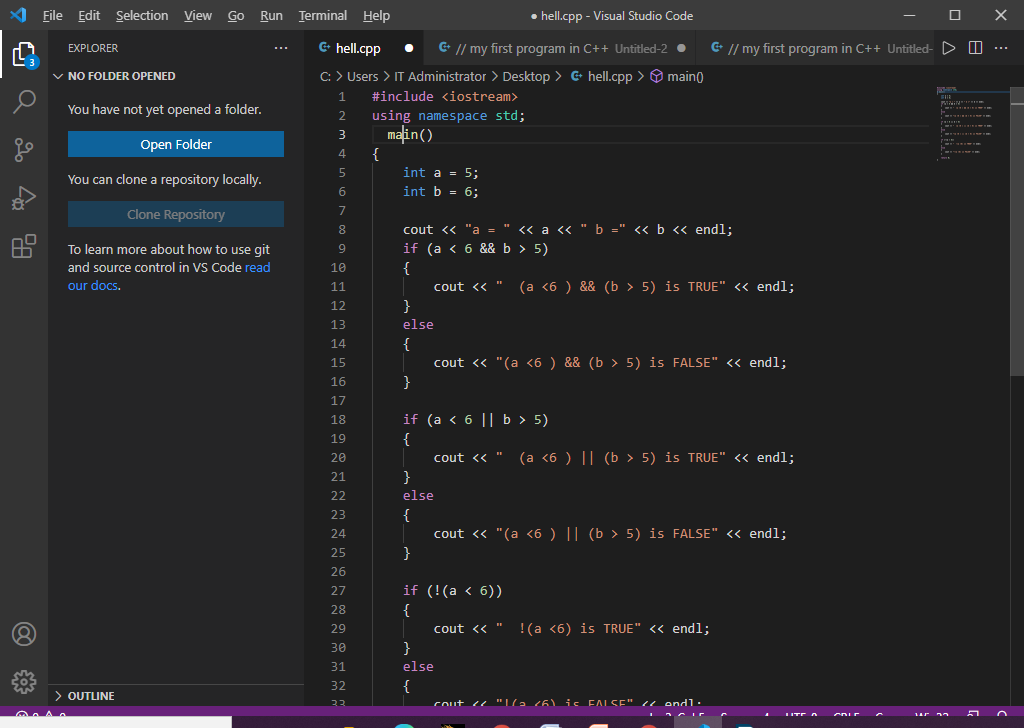 File Edit Selection View Go Run Terminal Help
● hell.cpp - Visual Studio Code
EXPLORER
3
NO FOLDER OPENED
You have not yet opened a folder.
Open Folder
You can clone a repository locally.
Clone Repository
To learn more about how to use git
and source control in VS Code read
our docs.
OUTLINE
hell.cpp
// my first program in C++ Untitled-2
// my first program in C++ Untitled-
C: > Users > IT Administrator > Desktop > hell.cpp > main()
1 #include <iostream>
2 using namespace std;
3 main()
4 {
5 int a = 5;
6 int b = 6;
7
8 cout << "a = " << a << " b =" << b << endl;
9 if (a < 6 && b > 5)
10 {
11 cout << "  (a <6 ) && (b > 5) is TRUE" << endl;
12 }
13 else
14 {
15 cout << "(a <6 ) && (b > 5) is FALSE" << endl;
16 }
17
18 if (a < 6 || b > 5)
19 {
20 cout << "  (a <6 ) || (b > 5) is TRUE" << endl;
21 }
22 else
23 {
24 cout << "(a <6 ) || (b > 5) is FALSE" << endl;
25 }
26
27 if (!(a < 6))
28 {
29 cout << "  !(a <6) is TRUE" << endl;
30 }
31 else
32 {
33 cout << "!(a <6) is FALSE" << endl;